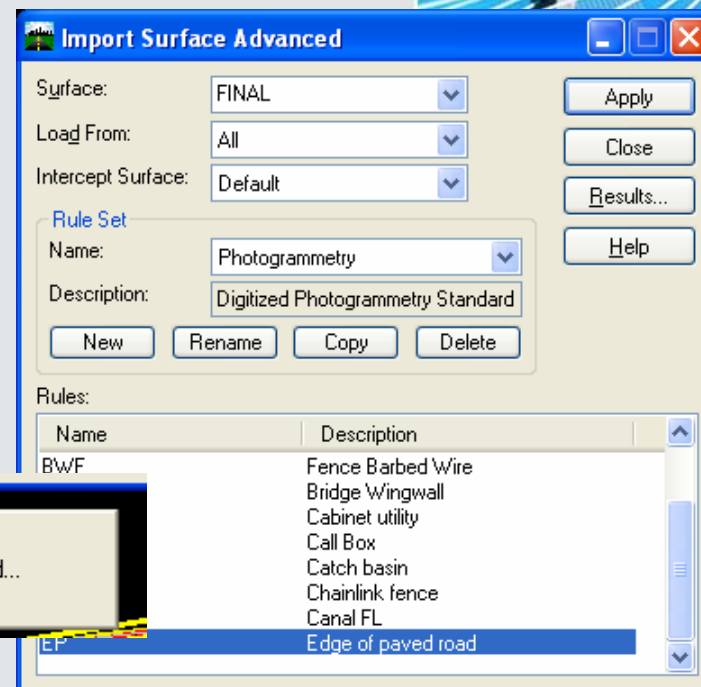 Import Surface Advanced
Surface: FINAL
Apply
Load From: All
Close
Intercept Surface: Default
Results...
Rule Set
Name: Photogrammetry
Help
Description: Digitized Photogrammetry Standard
New Rename Copy Delete
Rules:
Name Description
BWF Fence Barbed Wire
Bridge Wingwall
Cabinet utility
Call Box
Catch basin
Chainlink fence
Canal FL
EP Edge of paved road